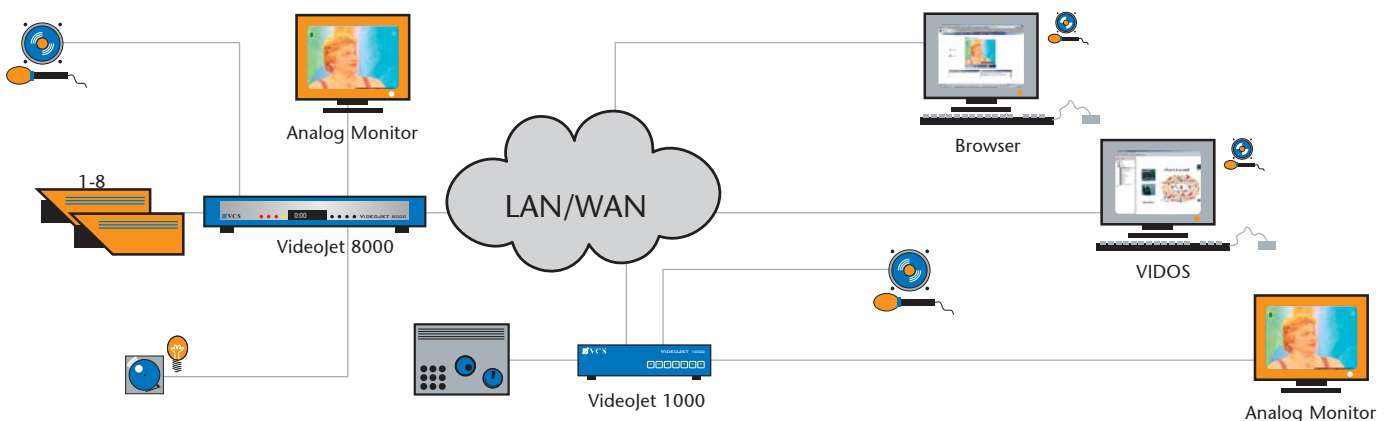 Analog Monitor
1-8
VCS 0:00 VIDEOJET 8000
VideoJet 8000
LAN/WAN
Browser
VIDOS
VCS VIDEOJET 1000
VideoJet 1000
Analog Monitor